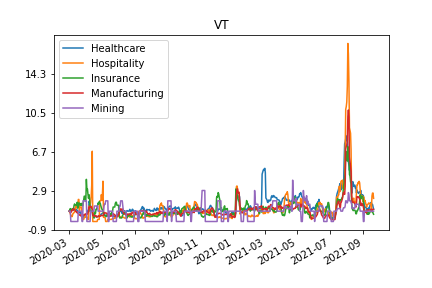 VT
Healthcare
Hospitality
Insurance
Manufacturing
Mining
14.3
10.5
6.7
2.9
-0.9
2020-03
2020-05
2020-07
2020-09
2020-11
2021-01
2021-03
2021-05
2021-07
2021-09